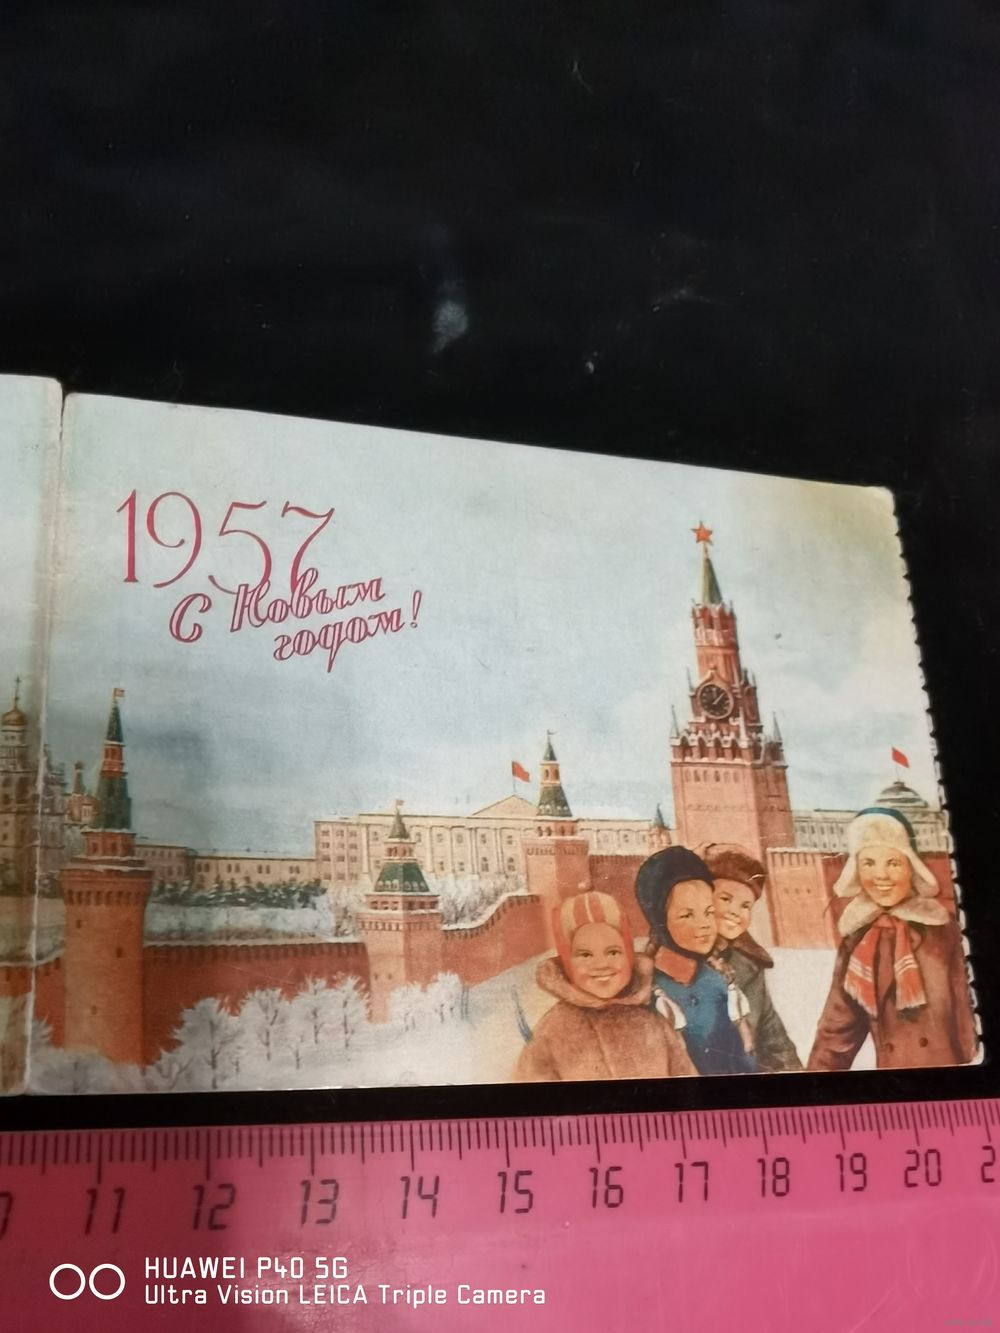 1957
С Новым
годом!
11 12 13 14 15 16 17 18 19 20
HUAWEI P40 5G
Ultra Vision LEICA Triple Camera